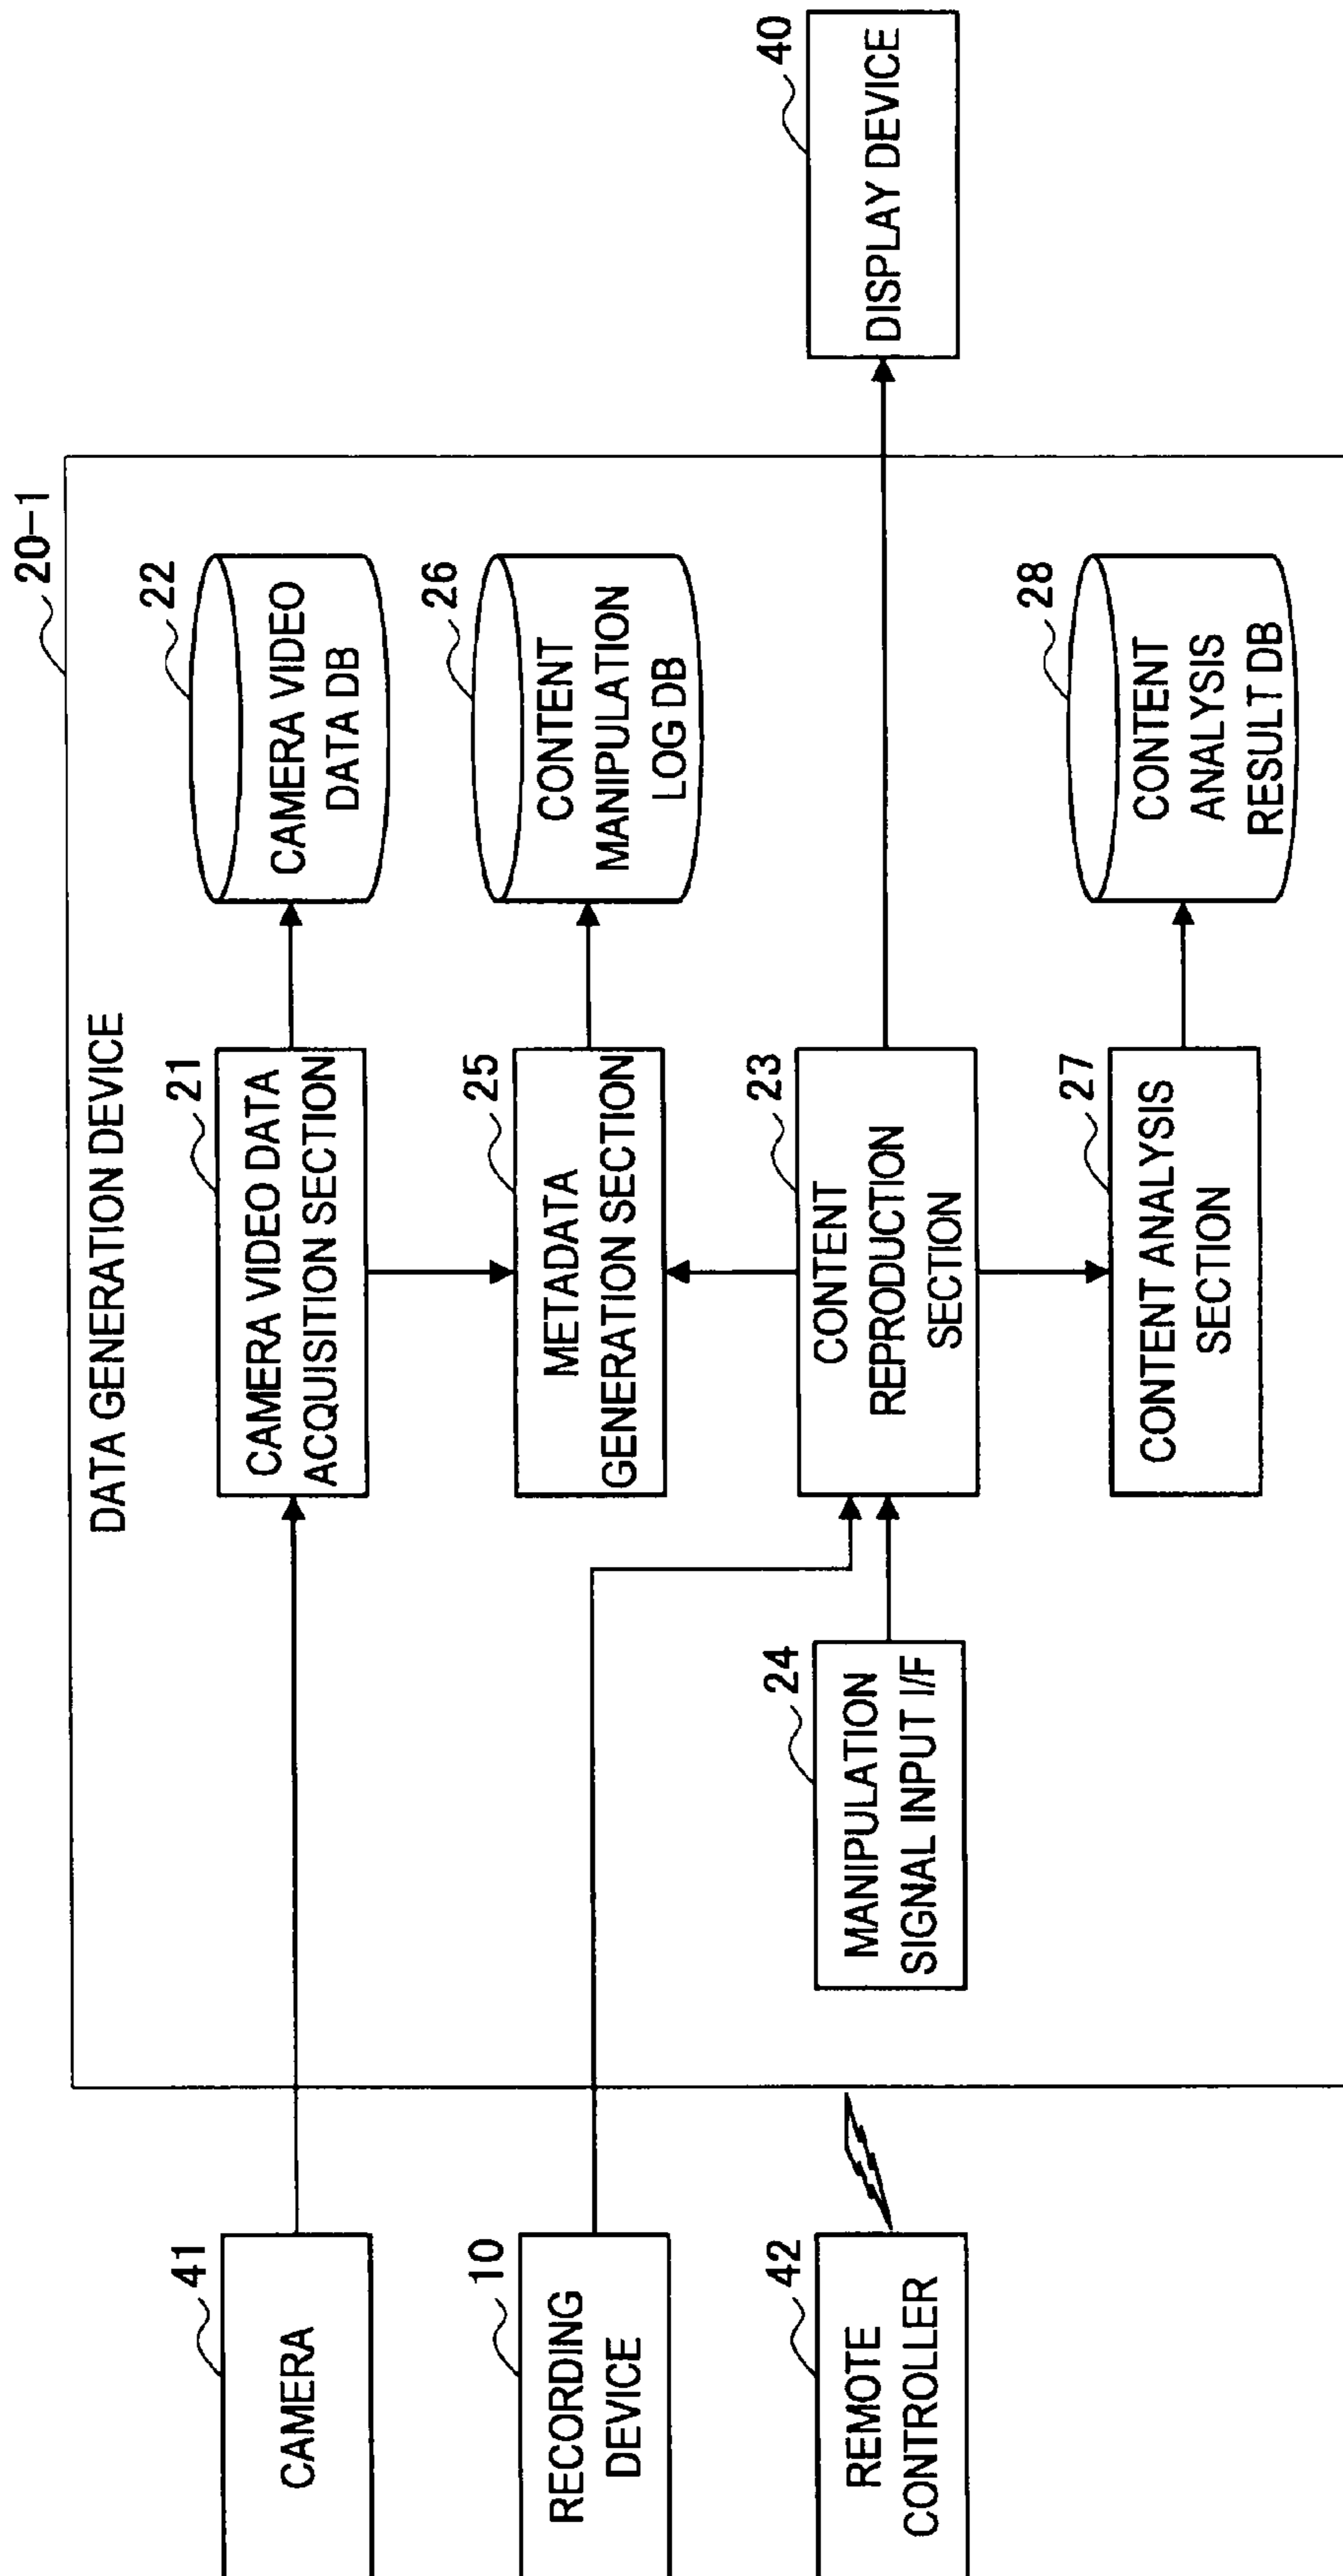 20-1
DATA GENERATION DEVICE
41
CAMERA
21
CAMERA VIDEO DATA
ACQUISITION SECTION
22
CAMERA VIDEO
DATA DB
10
RECORDING
DEVICE
25
METADATA
GENERATION SECTION
26
CONTENT
MANIPULATION
LOG DB
42
REMOTE
CONTROLLER
24
MANIPULATION
SIGNAL INPUT I/F
23
CONTENT
REPRODUCTION
SECTION
40
DISPLAY DEVICE
27
CONTENT ANALYSIS
SECTION
28
CONTENT
ANALYSIS
RESULT DB